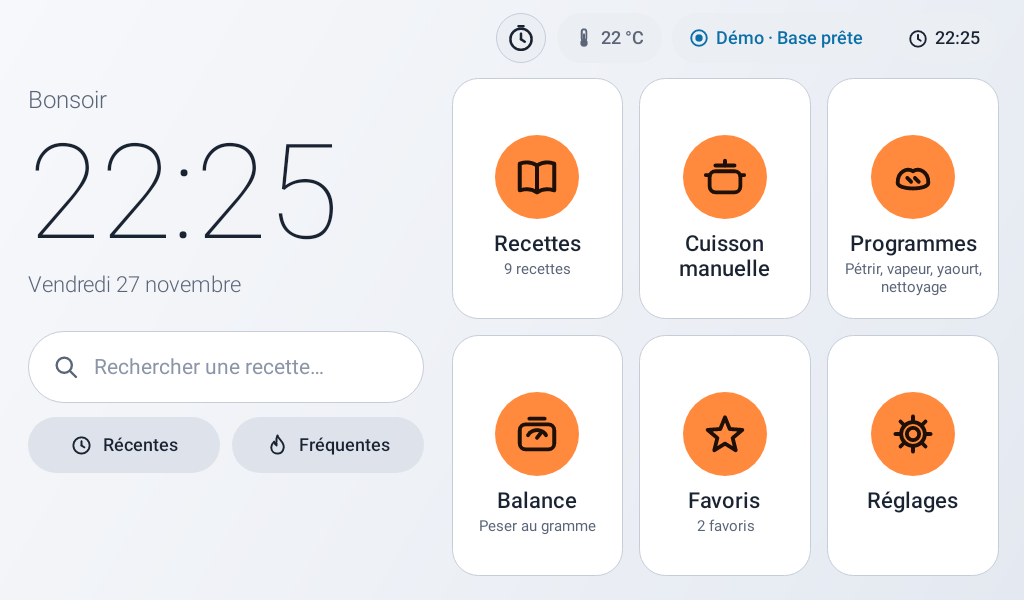 22 °C
Démo · Base prête
22:25
Bonsoir
22:25
Vendredi 27 novembre
Rechercher une recette…
Récentes
Fréquentes
Recettes
9 recettes
Cuisson
manuelle
Programmes
Pétrir, vapeur, yaourt,
nettoyage
Balance
Peser au gramme
Favoris
2 favoris
Réglages